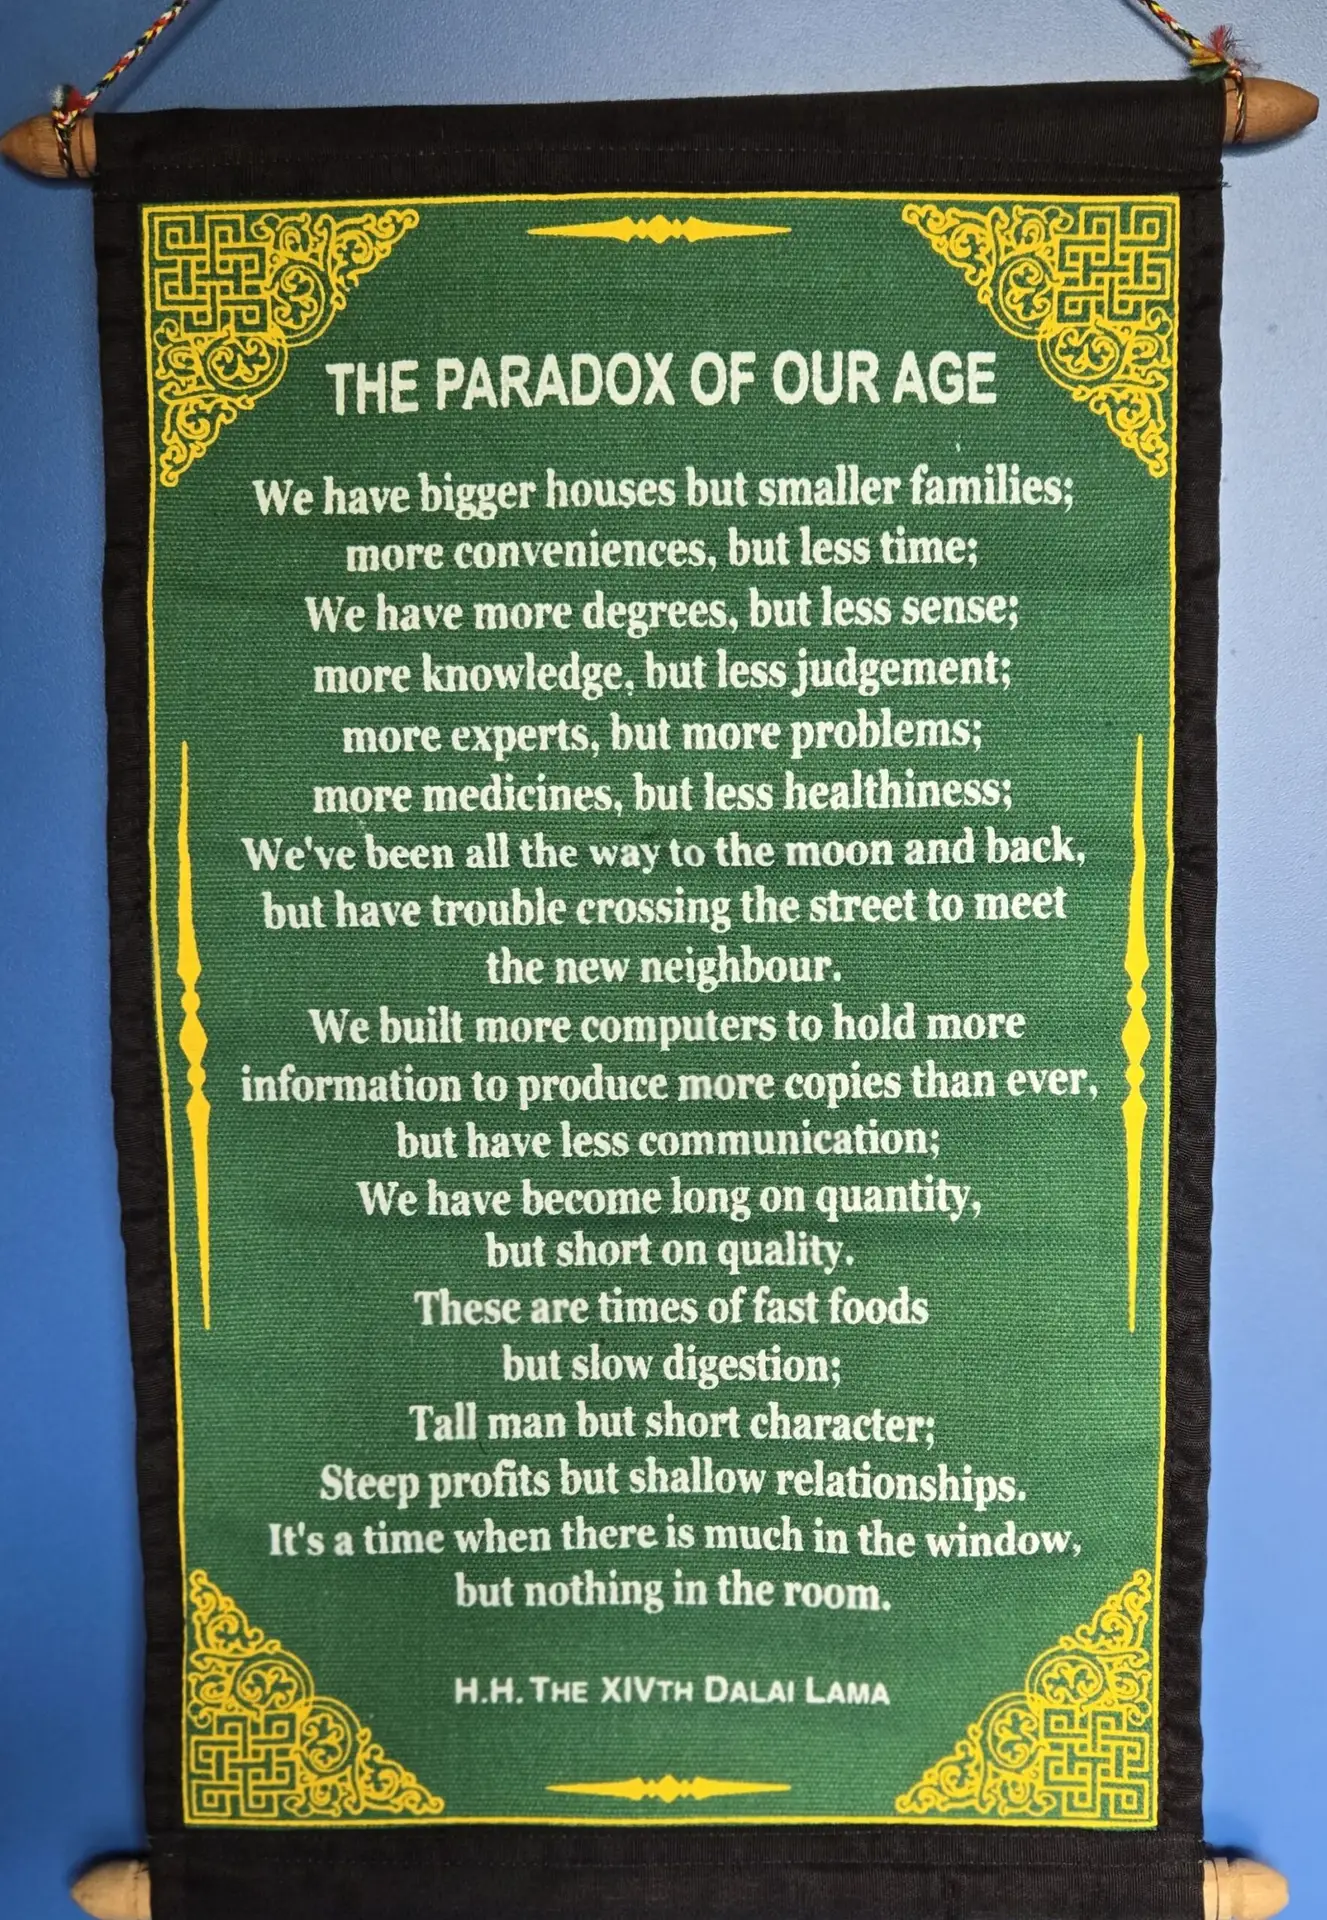 THE PARADOX OF OUR AGE
We have bigger houses but smaller families;
more conveniences, but less time;
We have more degrees, but less sense;
more knowledge, but less judgement;
more experts, but more problems;
more medicines, but less healthiness;
We've been all the way to the moon and back,
but have trouble crossing the street to meet
the new neighbour.
We built more computers to hold more
information to produce more copies than ever,
but have less communication;
We have become long on quantity,
but short on quality.
These are times of fast foods
but slow digestion;
Tall man but short character;
Steep profits but shallow relationships.
It's a time when there is much in the window,
but nothing in the room.
H.H. THE XIVTH DALAI LAMA